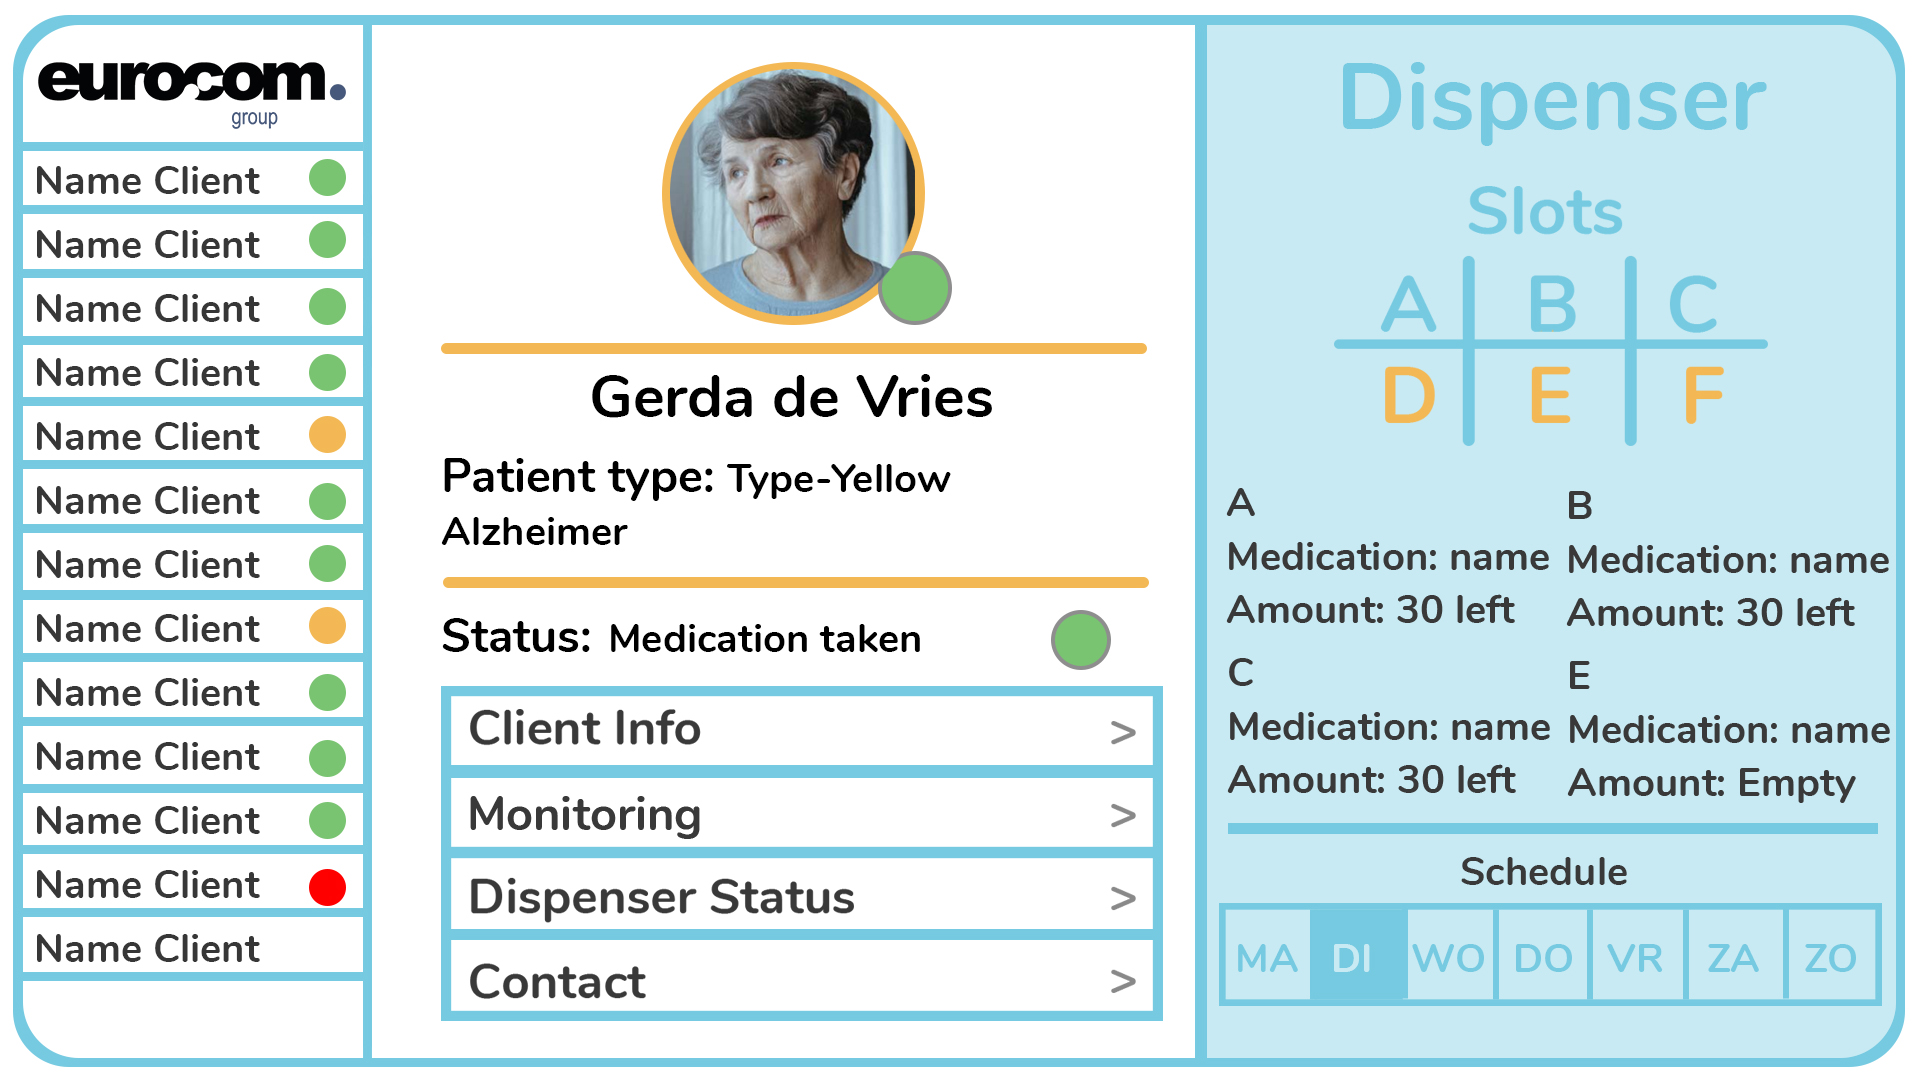 eurocom.
group
Name Client
Name Client
Name Client
Name Client
Name Client
Name Client
Name Client
Name Client
Name Client
Name Client
Name Client
Name Client
Name Client
Gerda de Vries
Patient type: Type-Yellow
Alzheimer
Status: Medication taken
Client Info >
Monitoring >
Dispenser Status >
Contact >
Dispenser
Slots
A B C
D E F
A
Medication: name
Amount: 30 left
B
Medication: name
Amount: 30 left
C
Medication: name
Amount: 30 left
E
Medication: name
Amount: Empty
Schedule
MA DI WO DO VR ZA ZO